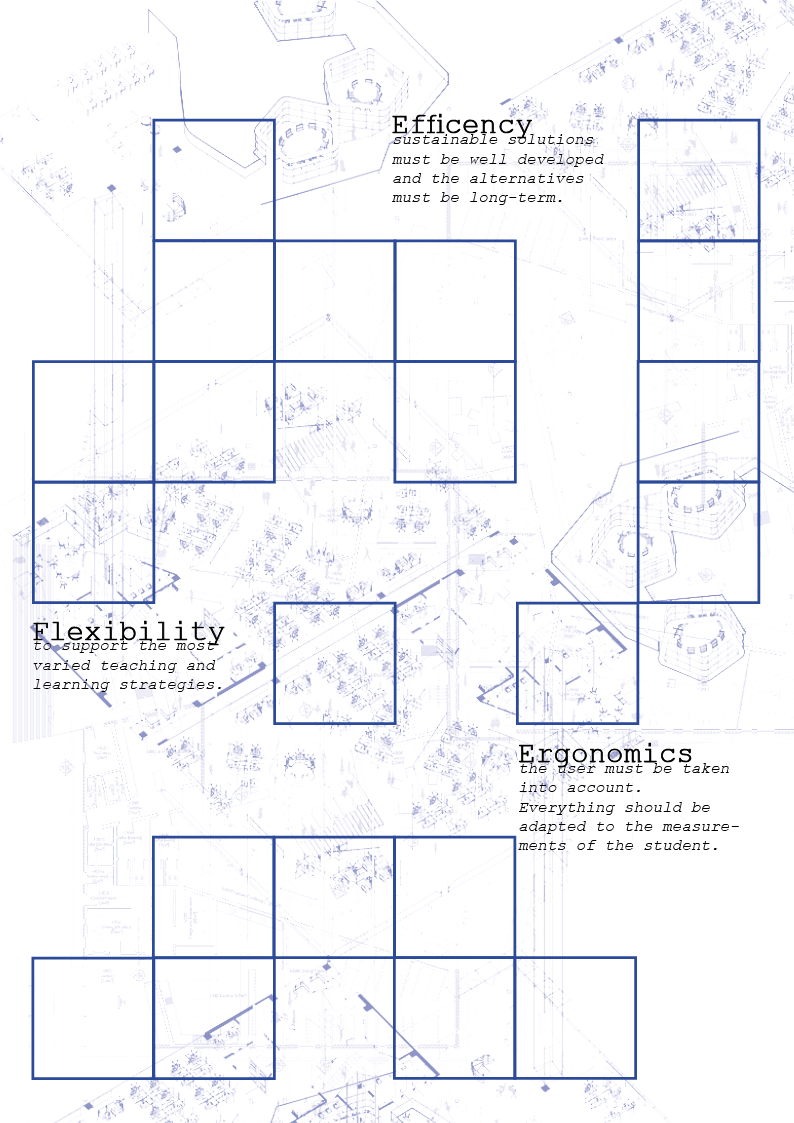 Efficency
sustainable solutions
must be well developed
and the alternatives
must be long-term.
Flexibility
to support the most
varied teaching and
learning strategies.
Ergonomics
the user must be taken
into account.
Everything should be
adapted to the measure-
ments of the student.